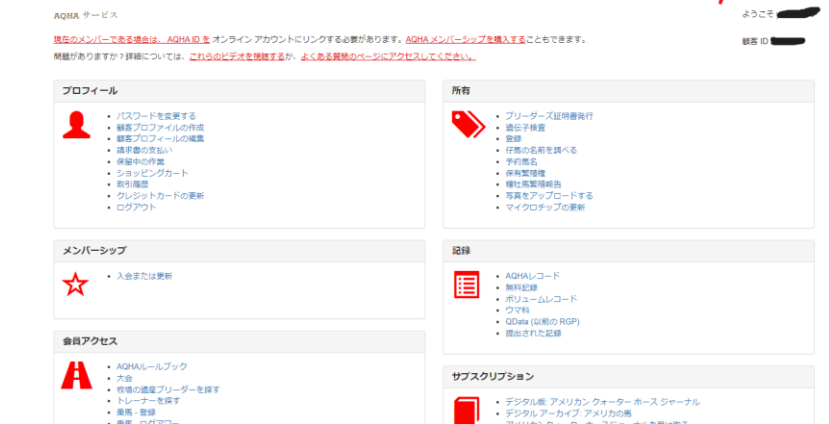 AQHA サービス
ようこそ
現在のメンバーである場合は、 AQHA ID を オンライン アカウントにリンクする必要があります。AQHA メンバーシップを購入することもできます。
顧客 ID
問題がありますか？詳細については、これらのビデオを視聴するか、よくある質問のページにアクセスしてください。
プロフィール
パスワードを変更する
顧客プロファイルの作成
顧客プロフィールの編集
請求書の支払い
保留中の作業
ショッピングカート
取引履歴
クレジットカードの更新
ログアウト
所有
ブリーダーズ証明書発行
遺伝子検査
登録
仔馬の名前を調べる
予約馬名
保有繁殖権
種牡馬繁殖報告
写真をアップロードする
マイクロチップの更新
メンバーシップ
入会または更新
記録
AQHAレコード
無料記録
ボリュームレコード
ウマ科
QData (以前の RGP)
提出された記録
会員アクセス
AQHAルールブック
大会
牧場の遺産ブリーダーを探す
トレーナーを探す
乗馬 - 登録
乗馬 - ログアワー
サブスクリプション
デジタル版: アメリカン クォーター ホース ジャーナル
デジタル アーカイブ: アメリカの馬